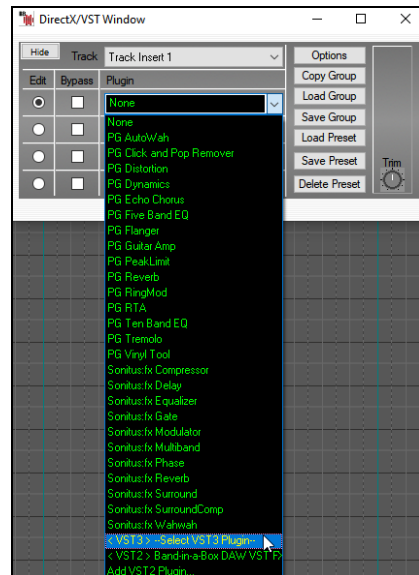 DirectX/VST Window
Hide Track Track Insert 1 Options
Edit Bypass Plugin Copy Group
None Load Group
Save Group
Load Preset
Save Preset
Delete Preset
Trim
None
PG AutoWah
PG Click and Pop Remover
PG Distortion
PG Dynamics
PG Echo Chorus
PG Five Band EQ
PG Flanger
PG Guitar Amp
PG PeakLimit
PG Reverb
PG RingMod
PG RTA
PG Ten Band EQ
PG Tremolo
PG Vinyl Tool
Sonitus:fx Compressor
Sonitus:fx Delay
Sonitus:fx Equalizer
Sonitus:fx Gate
Sonitus:fx Modulator
Sonitus:fx Multiband
Sonitus:fx Phase
Sonitus:fx Reverb
Sonitus:fx Surround
Sonitus:fx SurroundComp
Sonitus:fx Wahwah
< VST3 > --Select VST3 Plugin--
< VST2 > Band-in-a-Box DAW VST
Add VST2 Plugin...